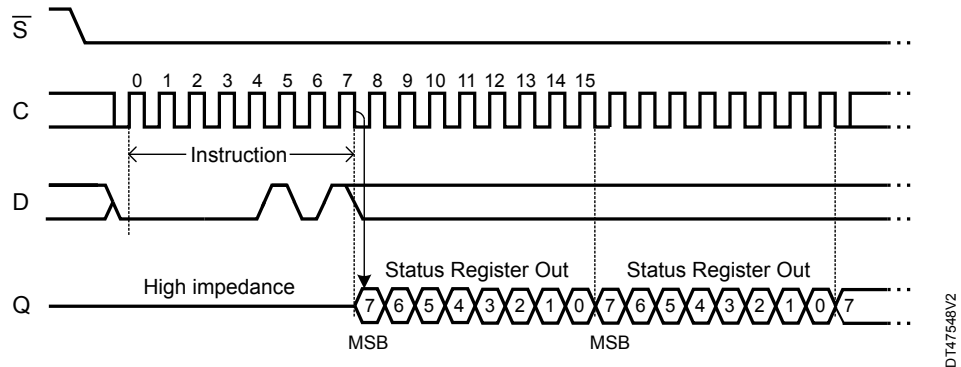 S
0 1 2 3 4 5 6 7 8 9 10 11 12 13 14 15
C
Instruction
D
High impedance
Status Register Out Status Register Out
Q
7 6 5 4 3 2 1 0 7 6 5 4 3 2 1 0 7
MSB MSB
DT47548V2